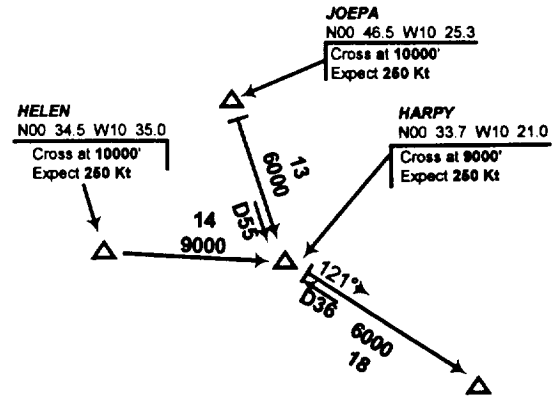 JOEPA
N00 46.5 W10 25.3
Cross at 10000'
Expect 250 Kt
HELEN
N00 34.5 W10 35.0
Cross at 10000'
Expect 250 Kt
HARPY
N00 33.7 W10 21.0
Cross at 9000'
Expect 250 Kt
13
6000
D55
14
9000
121°
D36
6000
18